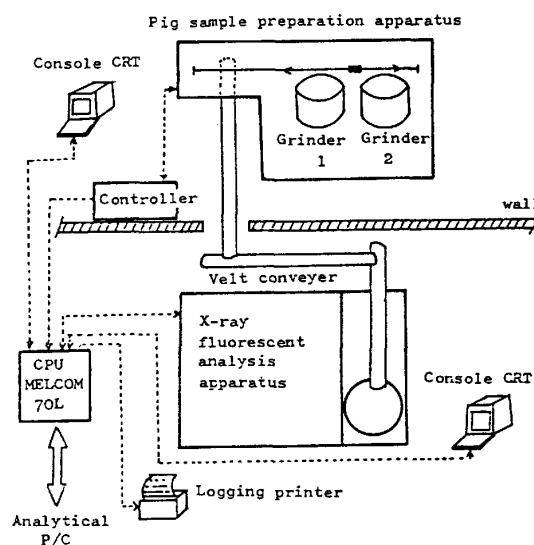 Pig sample preparation apparatus
Console CRT
Grinder
1
Grinder
2
Controller
wall
Velt conveyer
X-ray
fluorescent
analysis
apparatus
CPU
MELCOM
70L
Console CRT
Logging printer
Analytical
P/C